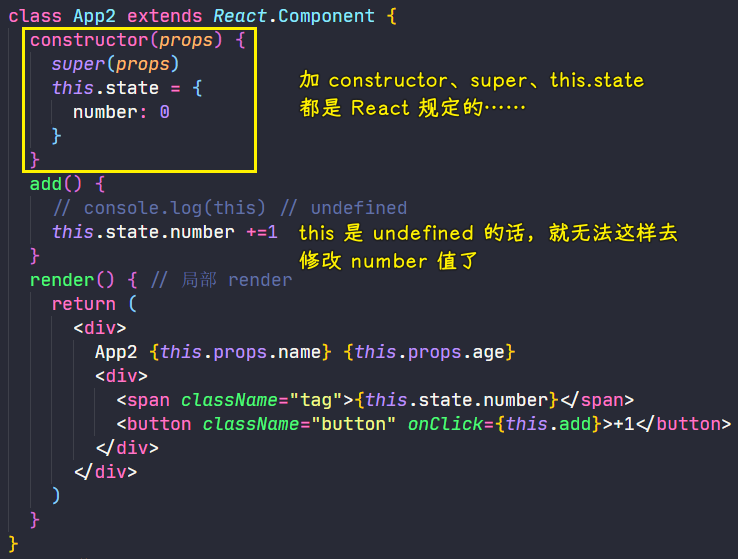 class App2 extends React.Component {
constructor(props) {
super(props)
this.state = {
number: 0
}
}
加 constructor、super、this.state
都是 React 规定的……
add() {
// console.log(this) // undefined
this.state.number +=1
}
this 是 undefined 的话，就无法这样去
修改 number 值了
render() { // 局部 render
return (
<div>
App2 {this.props.name} {this.props.age}
<div>
<span className="tag">{this.state.number}</span>
<button className="button" onClick={this.add}>+1</button>
</div>
</div>
)
}
}